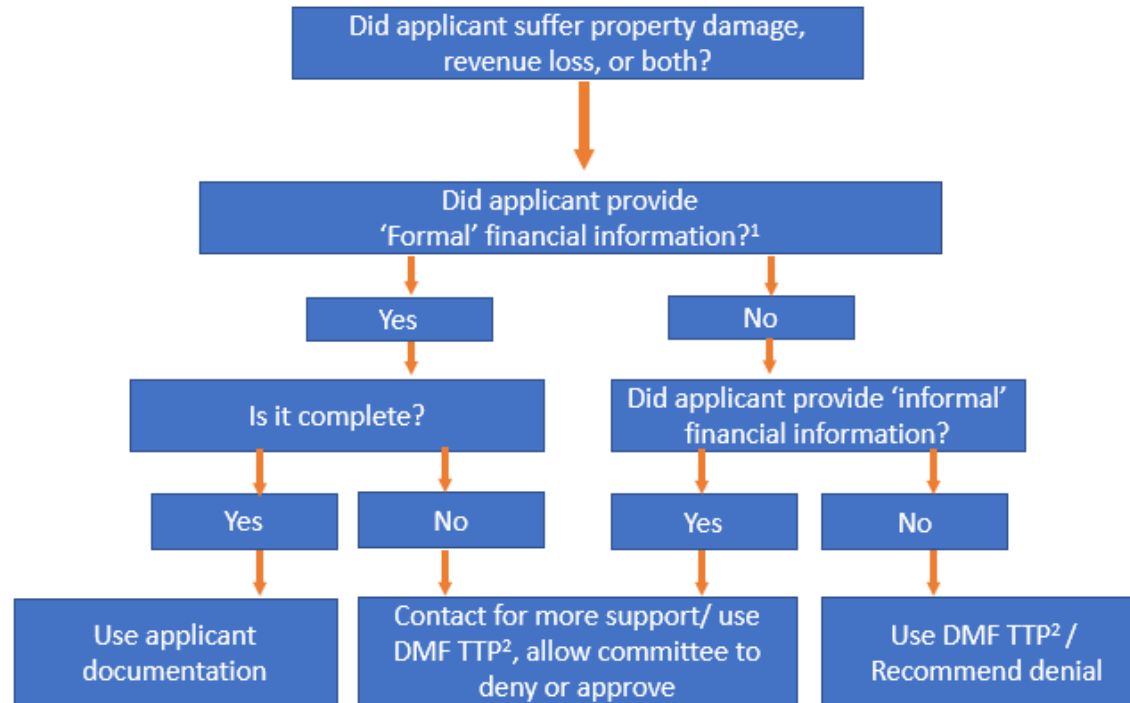 Did applicant suffer property damage,
revenue loss, or both?
Did applicant provide
‘Formal’ financial information?¹
Yes
No
Is it complete?
Did applicant provide ‘informal’
financial information?
Yes
No
Yes
No
Use applicant
documentation
Contact for more support/ use
DMF TTP², allow committee to
deny or approve
Use DMF TTP² /
Recommend denial